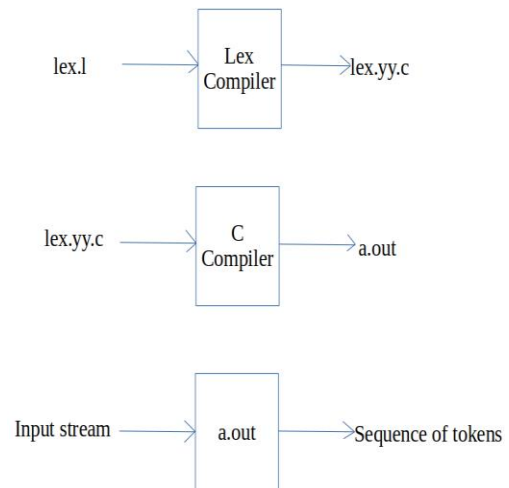 lex.l
Lex
Compiler
lex.yy.c
lex.yy.c
C
Compiler
a.out
Input stream
a.out
Sequence of tokens